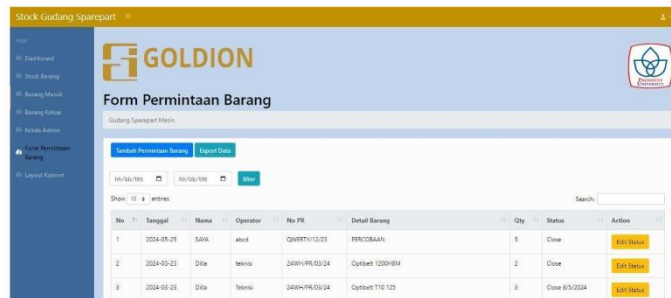 Stock Gudang Sparepart
Dashboard
Stock Barang
Barang Masuk
Barang Keluar
Kelola Admin
Form Permintaan
Barang
Layout Kabinet
GOLDION
PRESIDENT
UNIVERSITY
Form Permintaan Barang
Gudang Sparepart Mesin
Tambah Permintaan Barang Export Data
hh/bb/tttt hh/bb/tttt filter
Show 10 entries Search:
No Tanggal Nama Operator No PR Detail Barang Qty Status Action
1 2024-05-25 SAYA abcd QWERTY/12/23 PERCOBAAN 5 Close Edit Status
2 2024-03-23 Dilla teknisi 24WH/PR/03/24 Optibelt 1200H8M 2 Close Edit Status
3 2024-03-23 Dilla Teknisi 24WH/PR/03/24 Optibelt T10 125 3 Close 8/5/2024 Edit Status